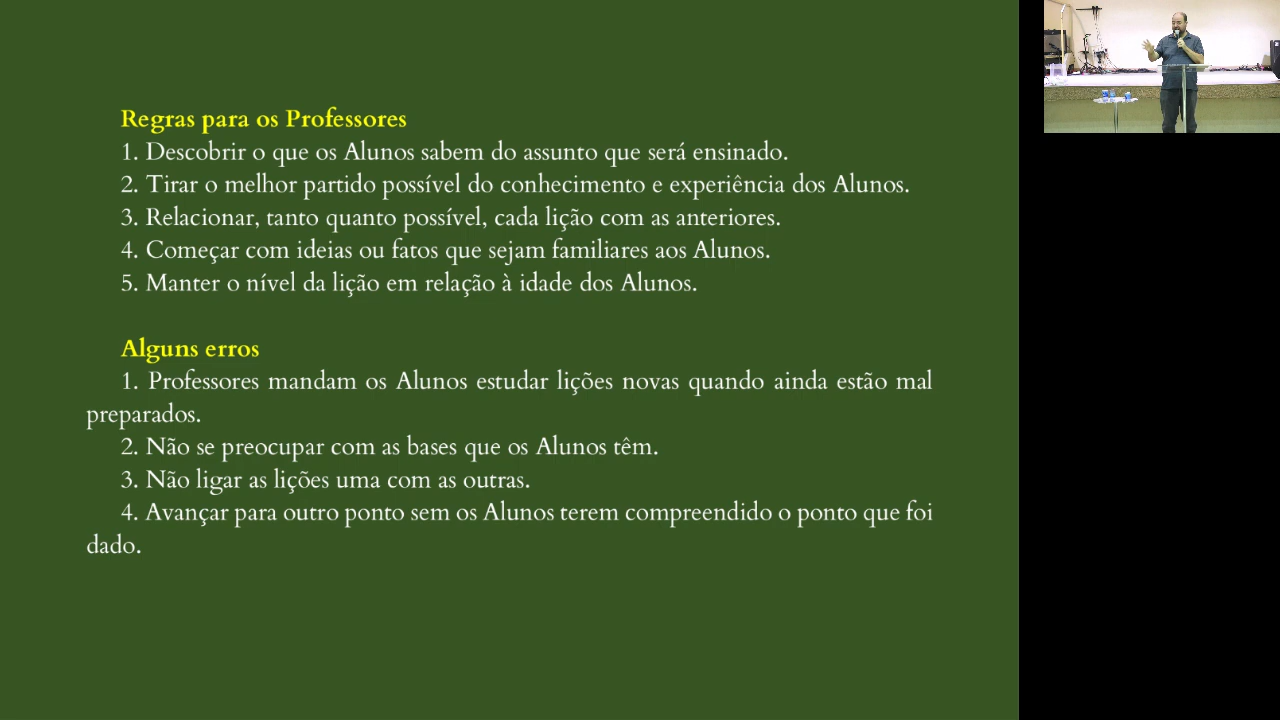 Regras para os Professores
1. Descobrir o que os Alunos sabem do assunto que será ensinado.
2. Tirar o melhor partido possível do conhecimento e experiência dos Alunos.
3. Relacionar, tanto quanto possível, cada lição com as anteriores.
4. Começar com ideias ou fatos que sejam familiares aos Alunos.
5. Manter o nível da lição em relação à idade dos Alunos.
Alguns erros
1. Professores mandam os Alunos estudar lições novas quando ainda estão mal
preparados.
2. Não se preocupar com as bases que os Alunos têm.
3. Não ligar as lições uma com as outras.
4. Avançar para outro ponto sem os Alunos terem compreendido o ponto que foi
dado.